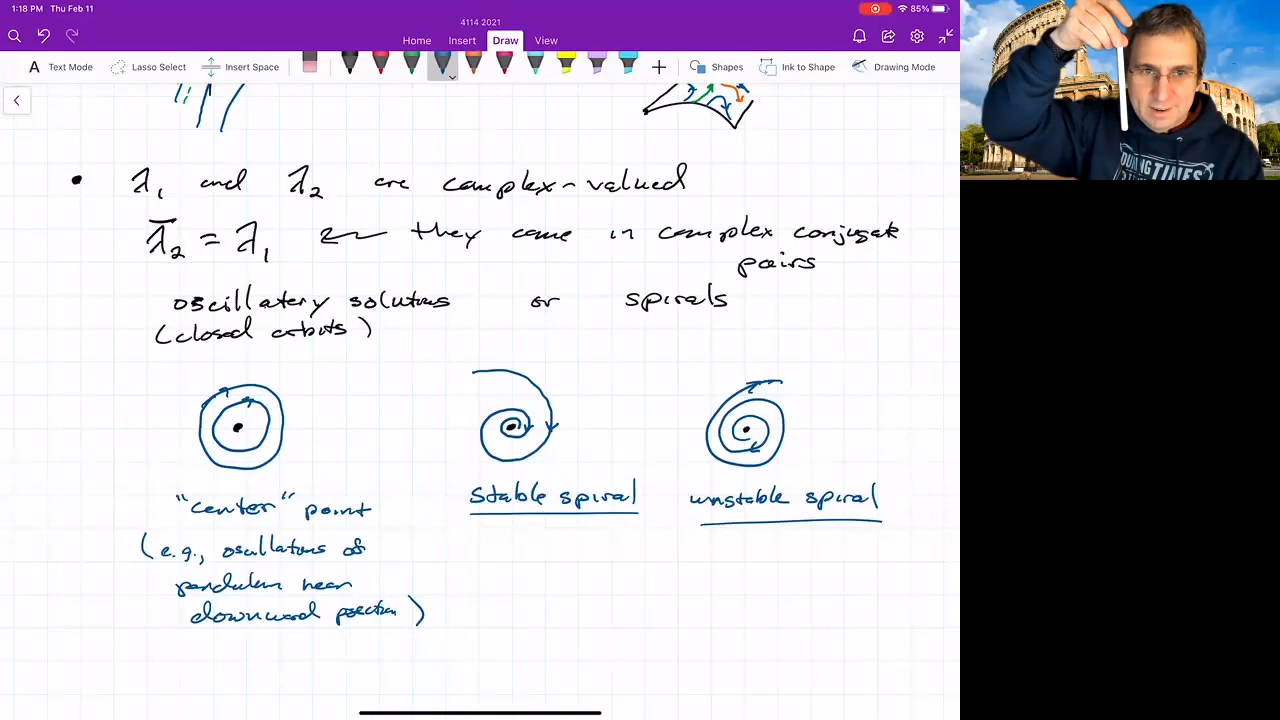 1:18 PM Thu Feb 11
85%
4114 2021
Home Insert Draw View
Text Mode Lasso Select Insert Space Shapes Ink to Shape Drawing Mode
• λ₁ and λ₂ are complex-valued
λ̄₂ = λ₁ ← they come in complex conjugate
pairs
oscillatory solutions or spirals
(closed orbits)
"center" point
stable spiral
unstable spiral
(e.g., oscillations of
pendulum near
downward position)
TIMES